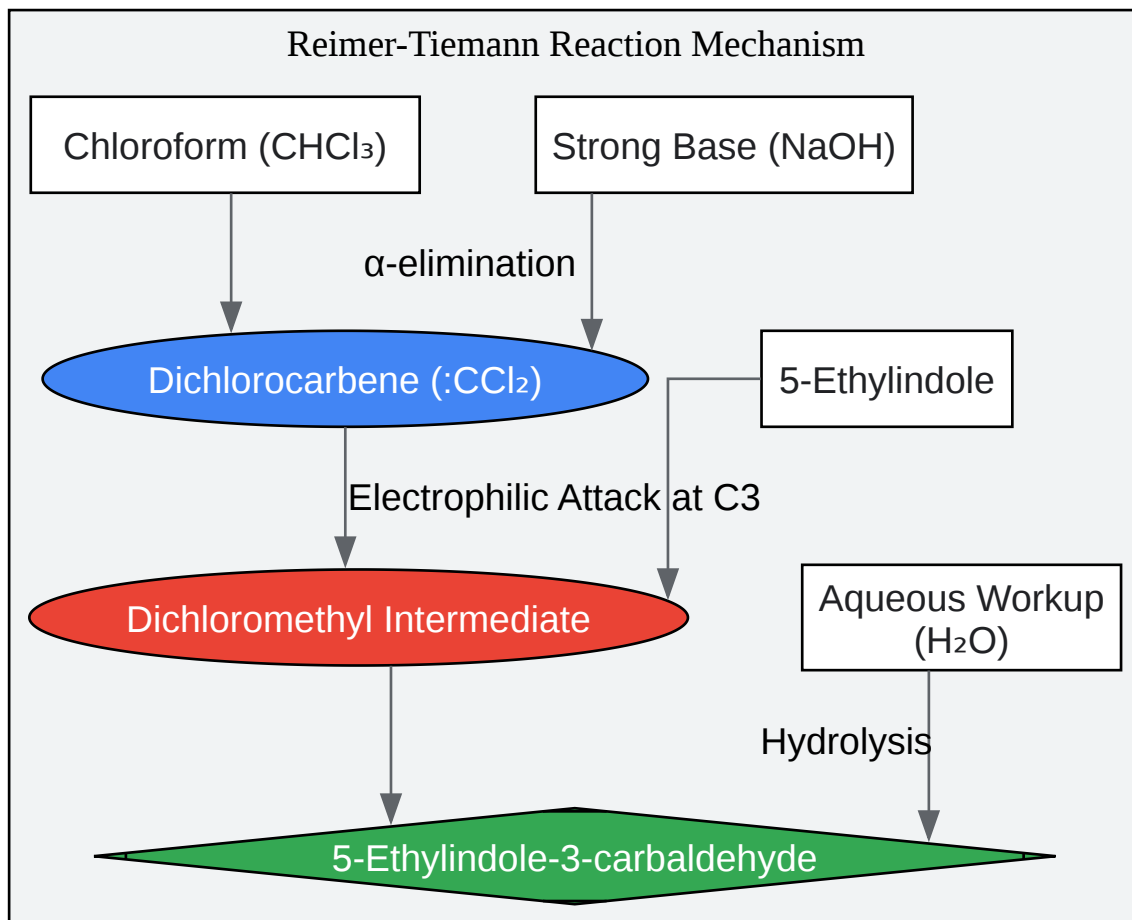 Reimer-Tiemann Reaction Mechanism
Chloroform (CHCl₃)
Strong Base (NaOH)
α-elimination
Dichlorocarbene (:CCl₂)
5-Ethylindole
Electrophilic Attack at C3
Dichloromethyl Intermediate
Aqueous Workup
(H₂O)
Hydrolysis
5-Ethylindole-3-carbaldehyde